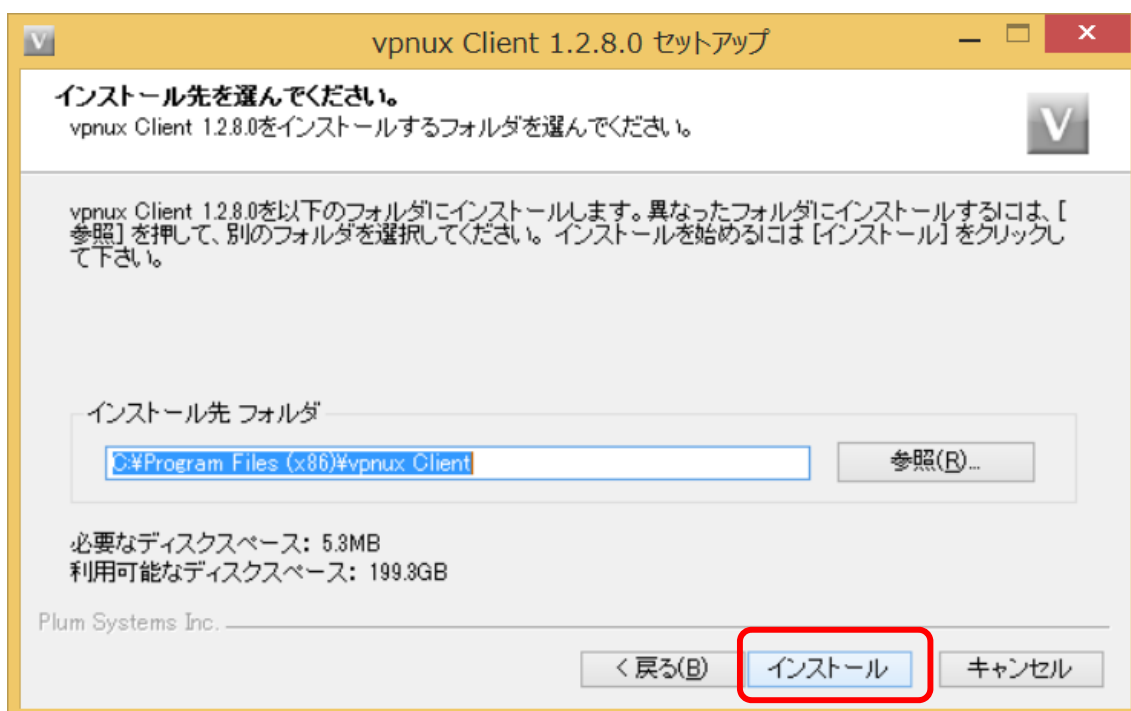 V
vpnux Client 1.2.8.0 セットアップ
インストール先を選んでください。
vpnux Client 1.2.8.0をインストールするフォルダを選んでください。
V
vpnux Client 1.2.8.0を以下のフォルダにインストールします。異なったフォルダにインストールするには、[
参照] を押して、別のフォルダを選択してください。インストールを始めるには [インストール] をクリックし
て下さい。
インストール先 フォルダ
C:¥Program Files (x86)¥vpnux Client
参照(R)...
必要なディスクスペース: 5.3MB
利用可能なディスクスペース: 199.3GB
Plum Systems Inc.
< 戻る(B) インストール キャンセル